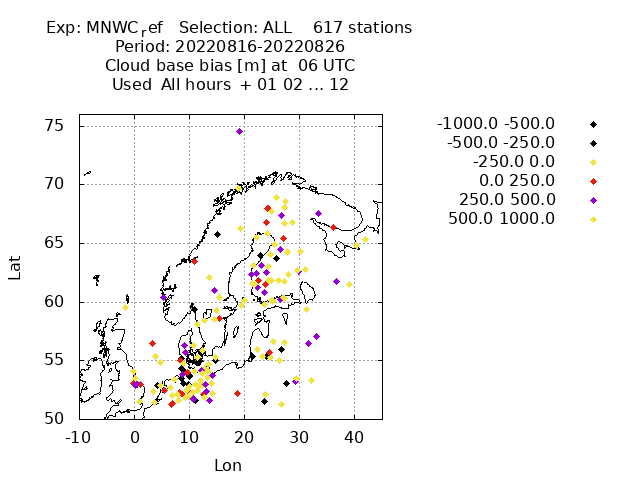 Exp: MNWCref   Selection: ALL    617 stations
Period: 20220816-20220826
Cloud base bias [m] at  06 UTC
Used  All hours  + 01 02 ... 12
-1000.0 -500.0
-500.0 -250.0
-250.0 0.0
0.0 250.0
250.0 500.0
500.0 1000.0
75
70
65
60
55
50
Lat
-10 0 10 20 30 40
Lon